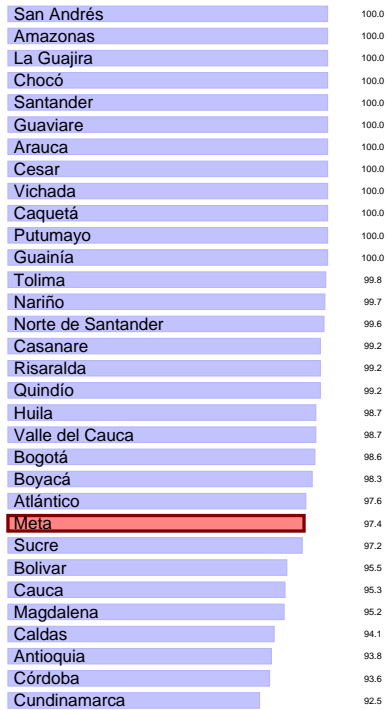 San Andrés 100.0
Amazonas 100.0
La Guajira 100.0
Chocó 100.0
Santander 100.0
Guaviare 100.0
Arauca 100.0
Cesar 100.0
Vichada 100.0
Caquetá 100.0
Putumayo 100.0
Guainía 100.0
Tolima 99.8
Nariño 99.7
Norte de Santander 99.6
Casanare 99.2
Risaralda 99.2
Quindío 99.2
Huila 98.7
Valle del Cauca 98.7
Bogotá 98.6
Boyacá 98.3
Atlántico 97.6
Meta 97.4
Sucre 97.2
Bolivar 95.5
Cauca 95.3
Magdalena 95.2
Caldas 94.1
Antioquia 93.8
Córdoba 93.6
Cundinamarca 92.5